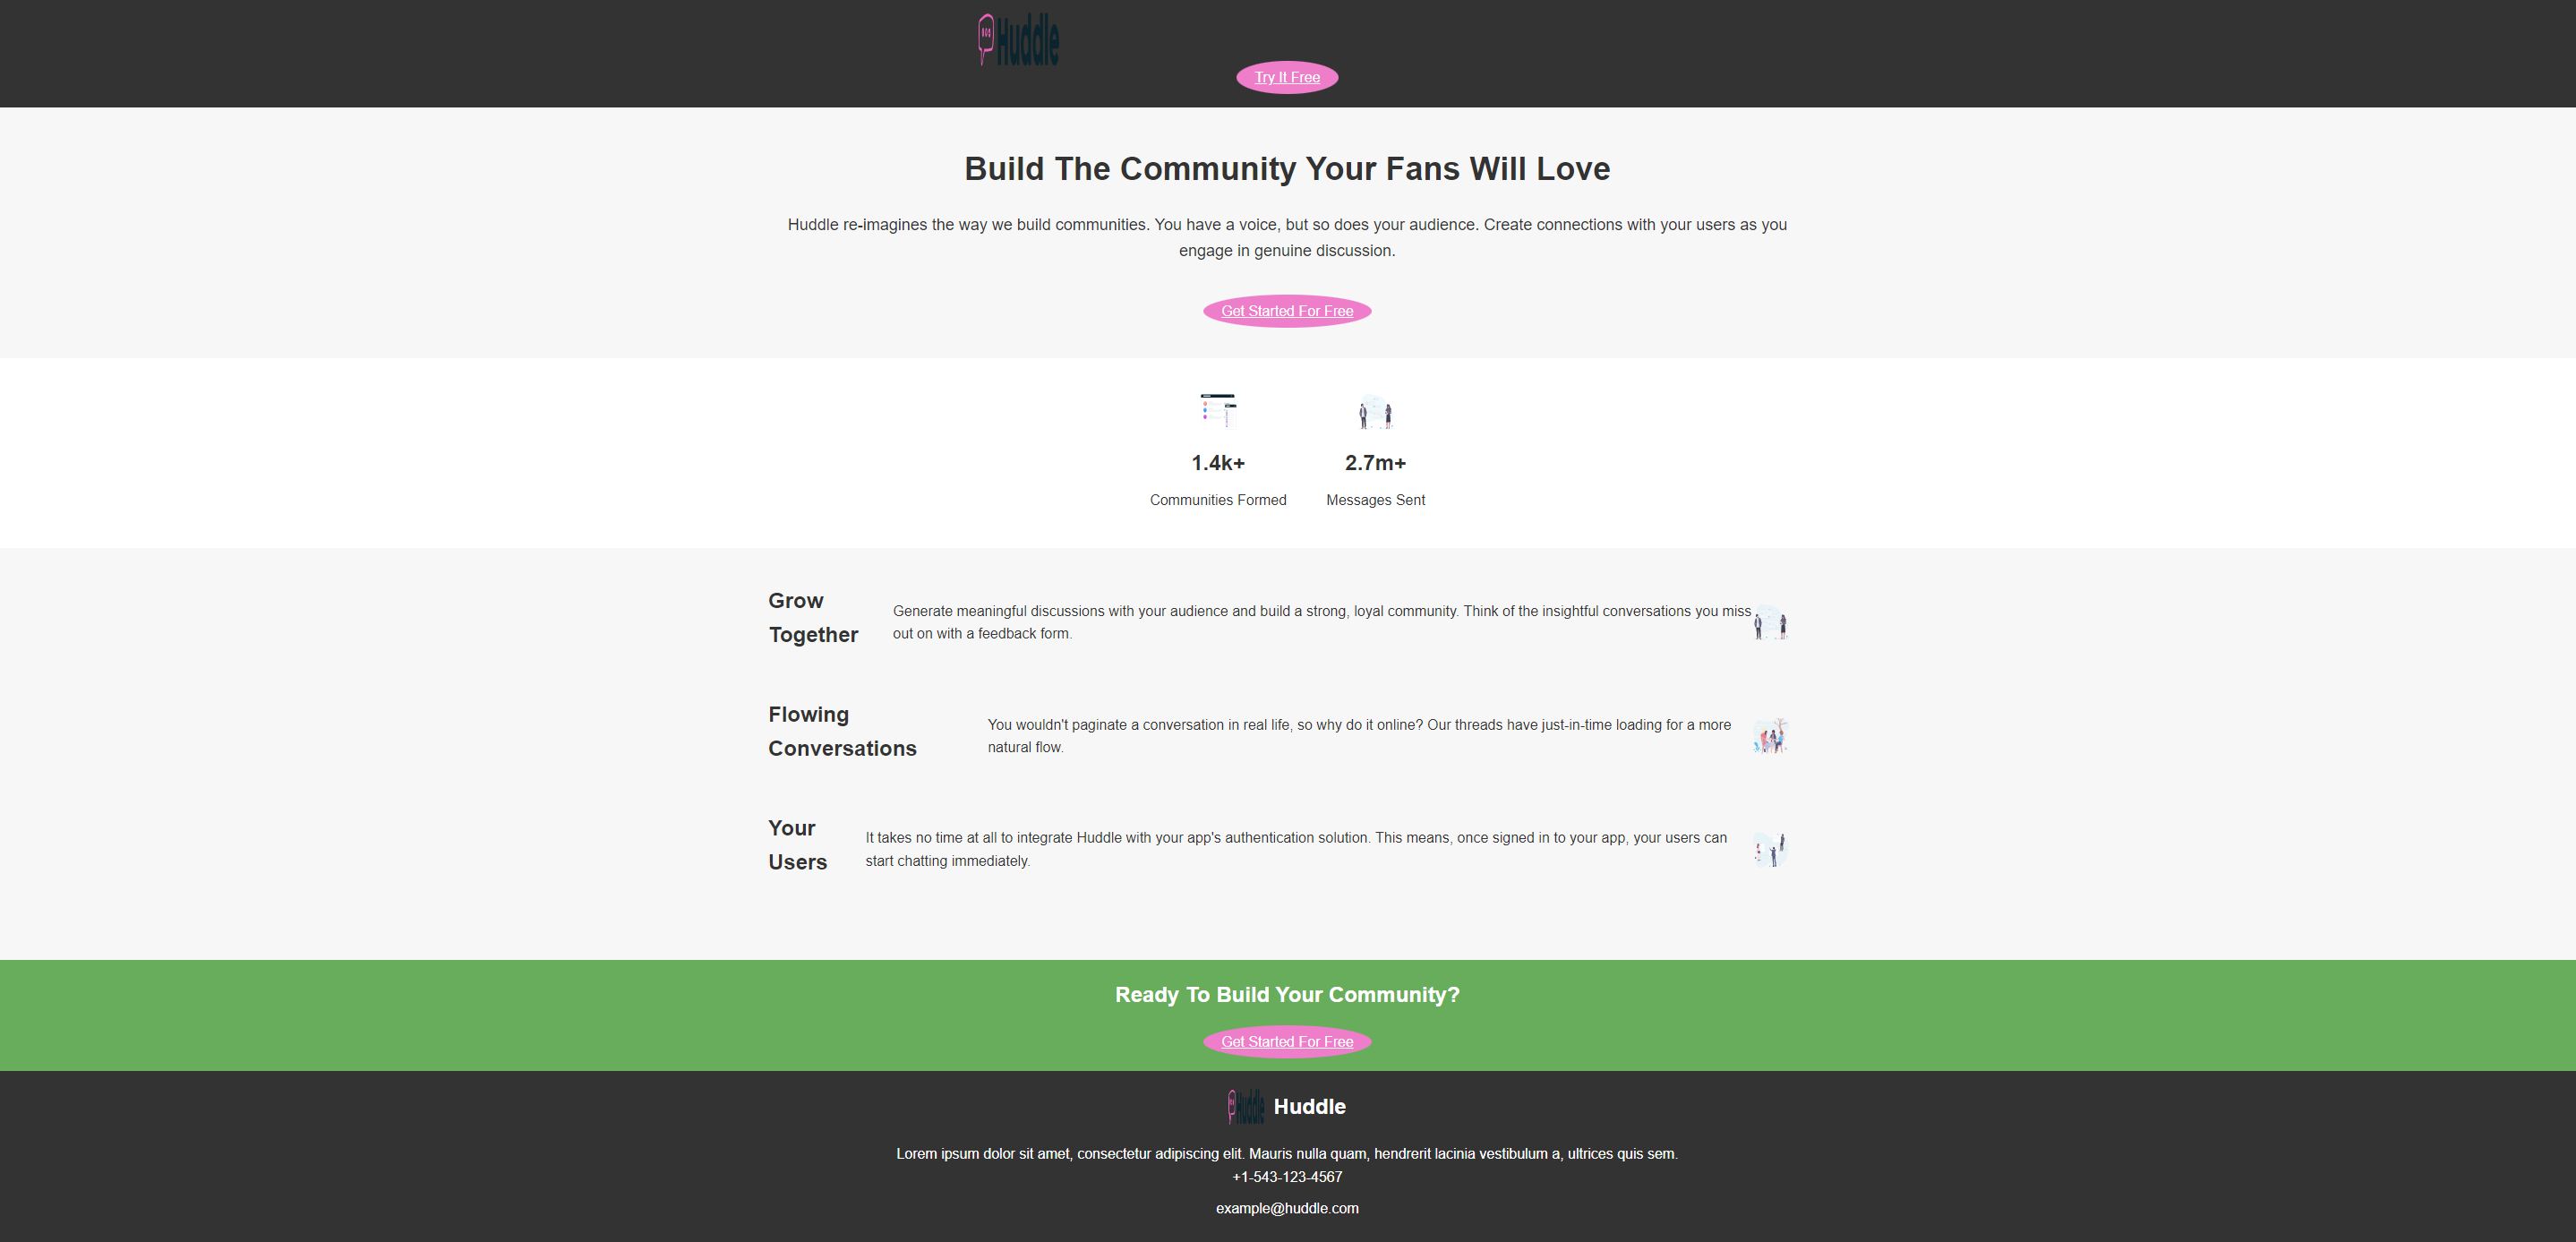 Huddle
Try It Free
Build The Community Your Fans Will Love
Huddle re-imagines the way we build communities. You have a voice, but so does your audience. Create connections with your users as you
engage in genuine discussion.
Get Started For Free
1.4k+
Communities Formed
2.7m+
Messages Sent
Grow
Together
Generate meaningful discussions with your audience and build a strong, loyal community. Think of the insightful conversations you miss
out on with a feedback form.
Flowing
Conversations
You wouldn't paginate a conversation in real life, so why do it online? Our threads have just-in-time loading for a more
natural flow.
Your
Users
It takes no time at all to integrate Huddle with your app's authentication solution. This means, once signed in to your app, your users can
start chatting immediately.
Ready To Build Your Community?
Get Started For Free
Huddle
Huddle
Lorem ipsum dolor sit amet, consectetur adipiscing elit. Mauris nulla quam, hendrerit lacinia vestibulum a, ultrices quis sem.
+1-543-123-4567
example@huddle.com